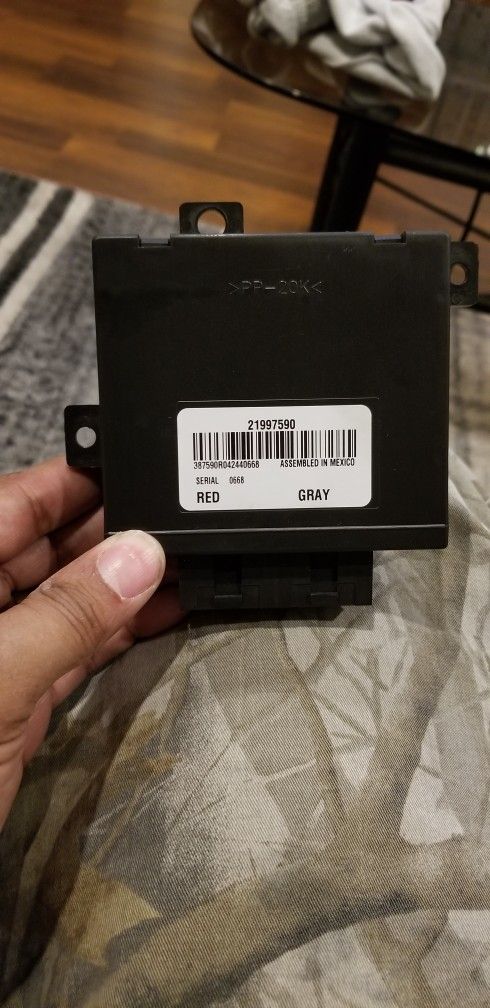 >PP-20K<
21997590
387590R042440668 ASSEMBLED IN MEXICO
SERIAL 0668
RED GRAY